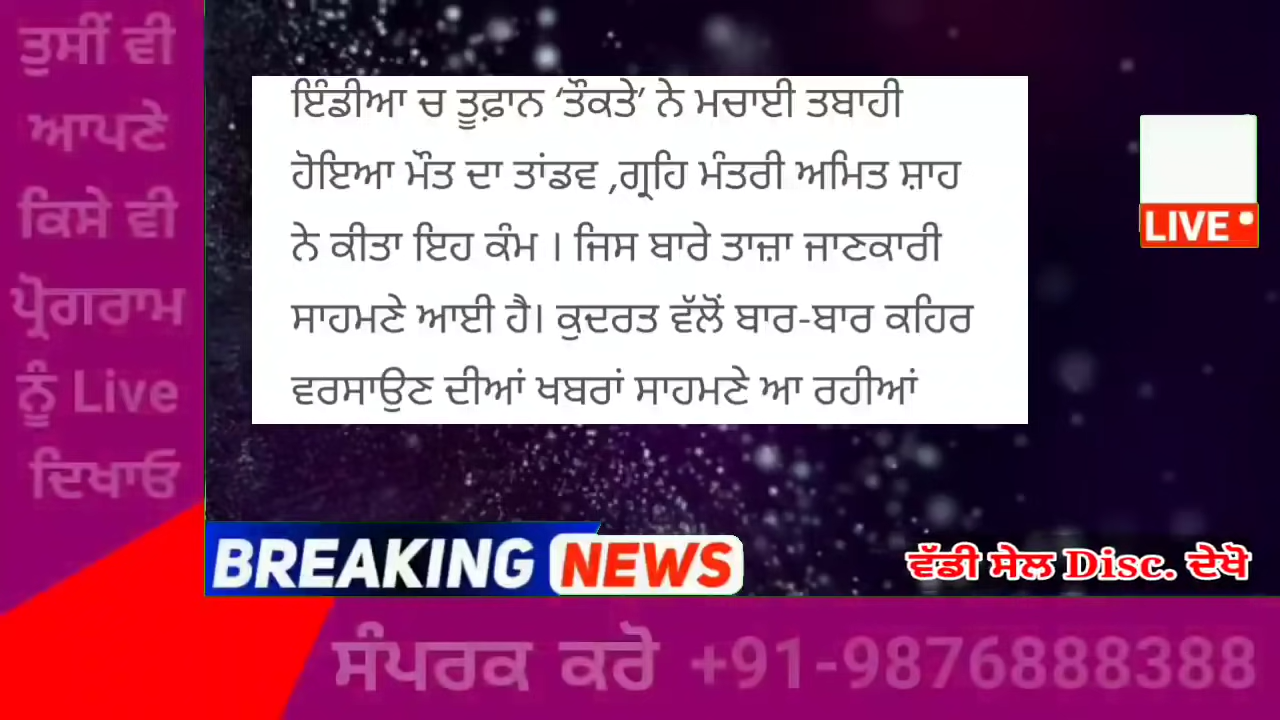 ਤੁਸੀਂ ਵੀ
ਆਪਣੇ
ਕਿਸੇ ਵੀ
ਪ੍ਰੋਗਰਾਮ
ਨੂੰ Live
ਦਿਖਾਓ
ਇੰਡੀਆ ਚ ਤੂਫ਼ਾਨ ‘ਤੌਕਤੇ’ ਨੇ ਮਚਾਈ ਤਬਾਹੀ
ਹੋਇਆ ਮੌਤ ਦਾ ਤਾਂਡਵ ,ਗ੍ਰਹਿ ਮੰਤਰੀ ਅਮਿਤ ਸ਼ਾਹ
ਨੇ ਕੀਤਾ ਇਹ ਕੰਮ । ਜਿਸ ਬਾਰੇ ਤਾਜ਼ਾ ਜਾਣਕਾਰੀ
ਸਾਹਮਣੇ ਆਈ ਹੈ। ਕੁਦਰਤ ਵੱਲੋਂ ਬਾਰ-ਬਾਰ ਕਹਿਰ
ਵਰਸਾਉਣ ਦੀਆਂ ਖਬਰਾਂ ਸਾਹਮਣੇ ਆ ਰਹੀਆਂ
LIVE
BREAKING NEWS
ਵੱਡੀ ਸੇਲ Disc. ਦੇਖੋ
ਸੰਪਰਕ ਕਰੋ +91-9876888388